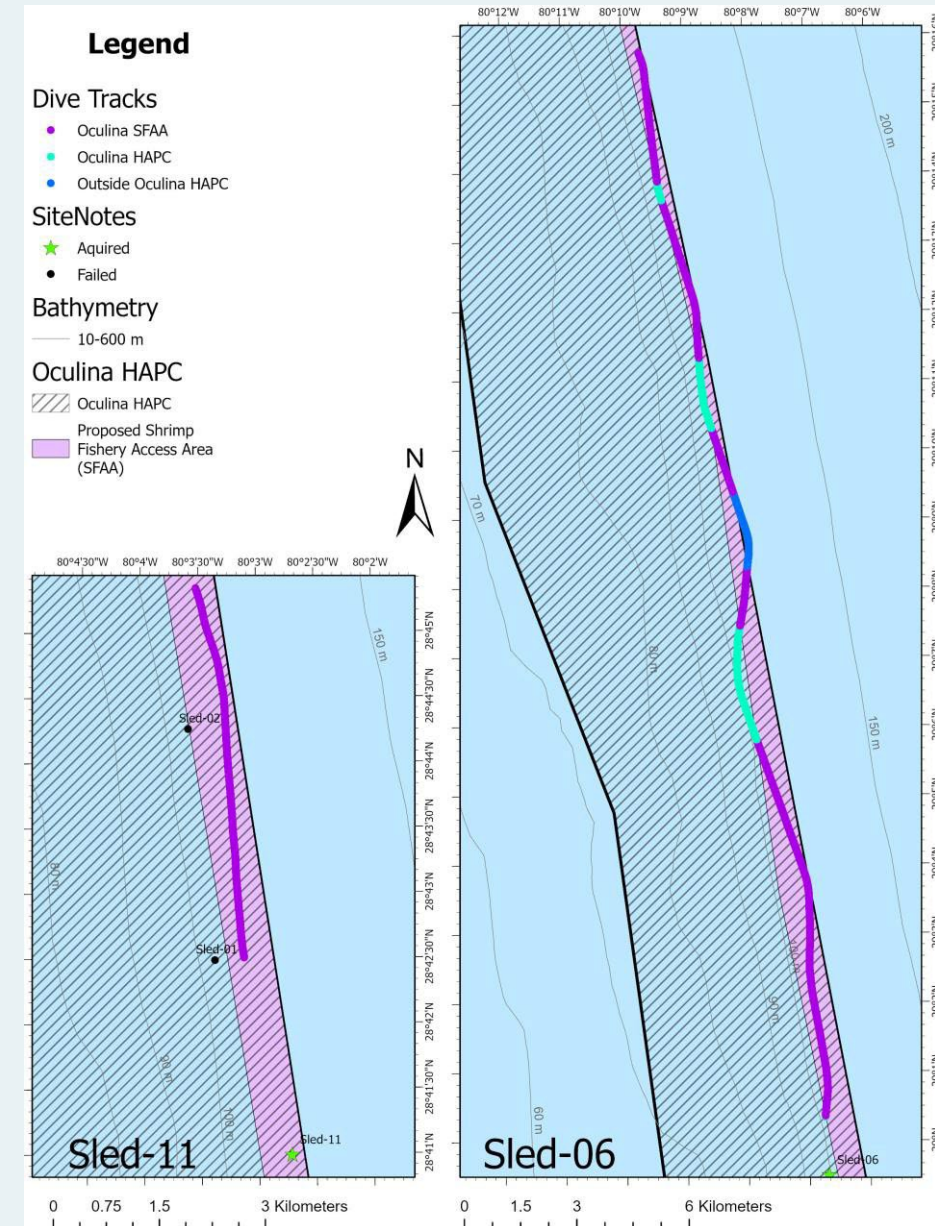 Legend
Dive Tracks
Oculina SFAA
Oculina HAPC
Outside Oculina HAPC
SiteNotes
Aquired
Failed
Bathymetry
10-600 m
Oculina HAPC
Oculina HAPC
Proposed Shrimp
Fishery Access Area
(SFAA)
N
80°4'30"W 80°4'W 80°3'30"W 80°3'W 80°2'30"W 80°2'W
28°45'N
28°44'30"N
28°44'N
28°43'30"N
28°43'N
28°42'30"N
28°42'N
28°41'30"N
28°41'N
150 m
80 m
90 m
100 m
Sled-02
Sled-01
Sled-11
Sled-11
0 0.75 1.5 3 Kilometers
80°12'W 80°11'W 80°10'W 80°9'W 80°8'W 80°7'W 80°6'W
200 m
70 m
80 m
150 m
100 m
90 m
60 m
Sled-06
Sled-06
0 1.5 3 6 Kilometers